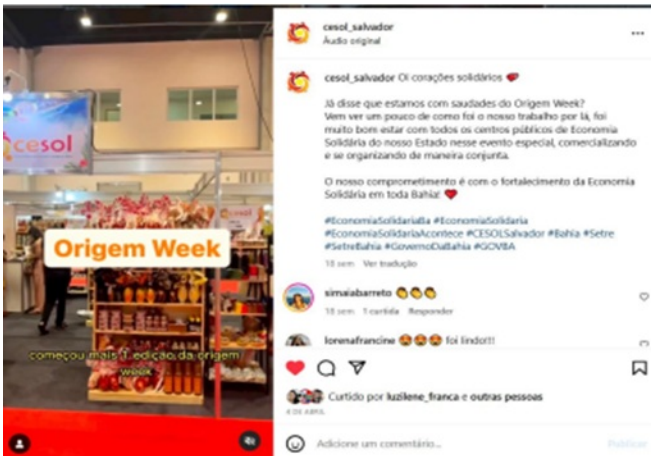 cesol
cesol
Origem Week
começou mais 1 edição da origem
week
cesol_salvador
Áudio original
cesol_salvador Oi corações solidários
Já disse que estamos com saudades do Origem Week?
Vem ver um pouco de como foi o nosso trabalho por lá, foi
muito bom estar com todos os centros públicos de Economia
Solidária do nosso Estado nesse evento especial, comercializando
e se organizando de maneira conjunta.
O nosso comprometimento é com o fortalecimento da Economia
Solidária em toda Bahia!
#EconomiaSolidariaBa #EconomiaSolidaria
#EconomiaSolidariaAcontece #CESOLSalvador #Bahia #Setre
#SetreBahia #GovernoDaBahia #GOVBA
18 sem Ver tradução
simaiabarreto
18 sem 1 curtida Responder
lorenafrancine foi lindo!!!
Curtido por luzilene_franca e outras pessoas
4 DE ABRIL
Adicione um comentário...
Publicar